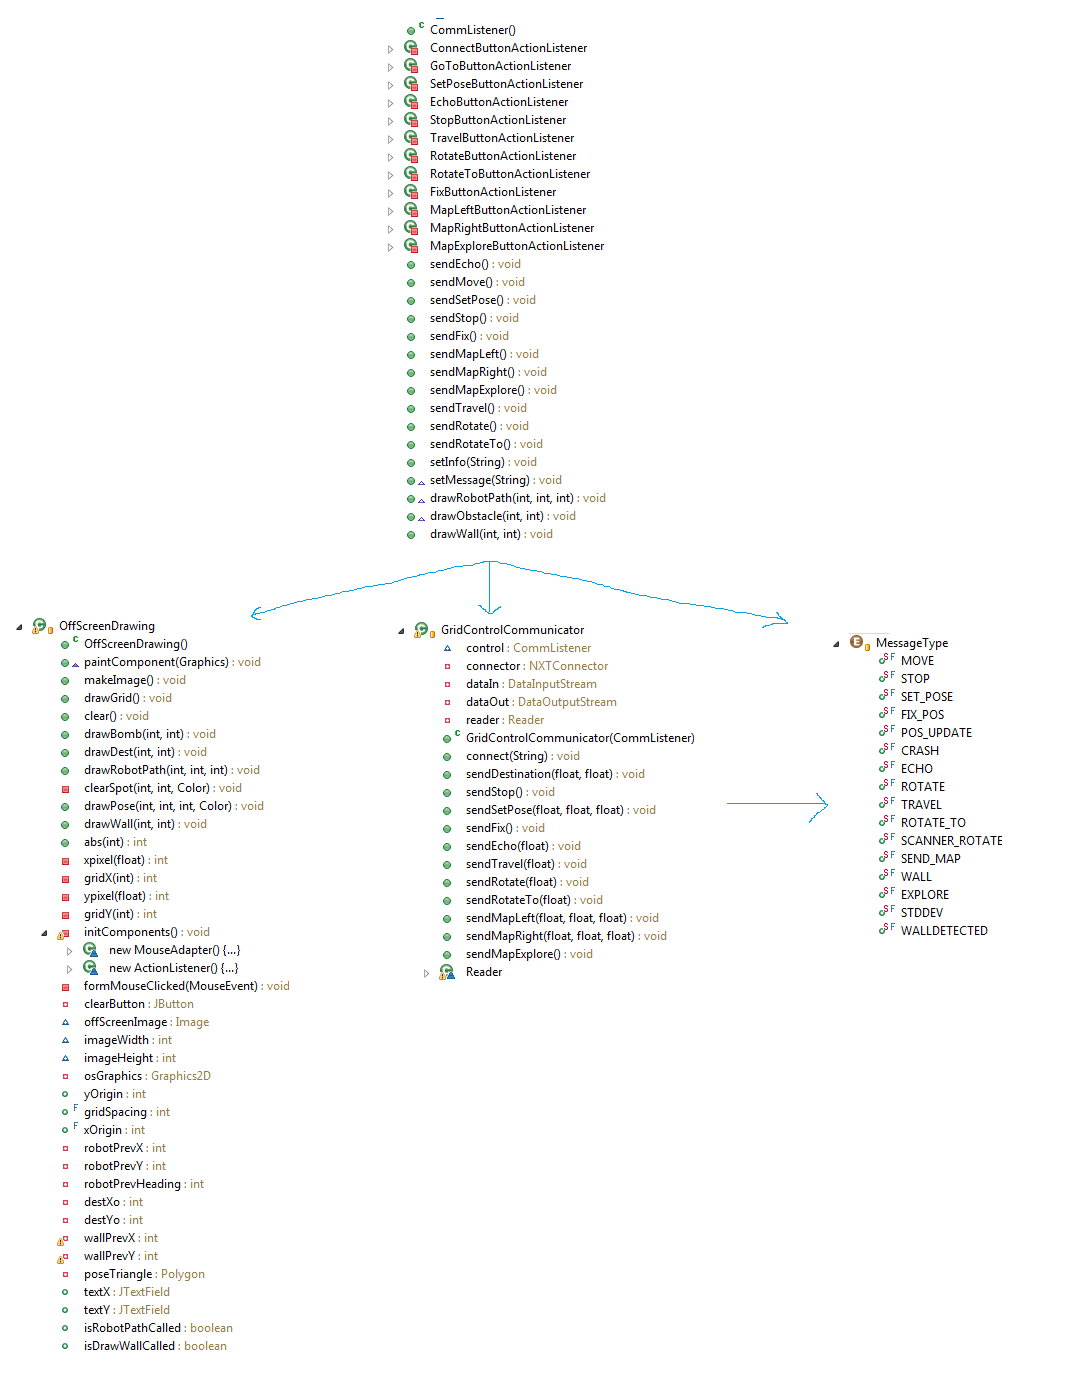 CommListener()
ConnectButtonActionListener
GoToButtonActionListener
SetPoseButtonActionListener
EchoButtonActionListener
StopButtonActionListener
TravelButtonActionListener
RotateButtonActionListener
RotateToButtonActionListener
FixButtonActionListener
MapLeftButtonActionListener
MapRightButtonActionListener
MapExploreButtonActionListener
sendEcho() : void
sendMove() : void
sendSetPose() : void
sendStop() : void
sendFix() : void
sendMapLeft() : void
sendMapRight() : void
sendMapExplore() : void
sendTravel() : void
sendRotate() : void
sendRotateTo() : void
setInfo(String) : void
setMessage(String) : void
drawRobotPath(int, int, int) : void
drawObstacle(int, int) : void
drawWall(int, int) : void
OffScreenDrawing
OffScreenDrawing()
paintComponent(Graphics) : void
makeImage() : void
drawGrid() : void
clear() : void
drawBomb(int, int) : void
drawDest(int, int) : void
drawRobotPath(int, int, int) : void
clearSpot(int, int, Color) : void
drawPose(int, int, int, Color) : void
drawWall(int, int) : void
abs(int) : int
xpixel(float) : int
gridX(int) : int
ypixel(float) : int
gridY(int) : int
initComponents() : void
new MouseAdapter() {...}
new ActionListener() {...}
formMouseClicked(MouseEvent) : void
clearButton : JButton
offScreenImage : Image
imageWidth : int
imageHeight : int
osGraphics : Graphics2D
yOrigin : int
gridSpacing : int
xOrigin : int
robotPrevX : int
robotPrevY : int
robotPrevHeading : int
destXo : int
destYo : int
wallPrevX : int
wallPrevY : int
poseTriangle : Polygon
textX : JTextField
textY : JTextField
isRobotPathCalled : boolean
isDrawWallCalled : boolean
GridControlCommunicator
control : CommListener
connector : NXTConnector
dataIn : DataInputStream
dataOut : DataOutputStream
reader : Reader
GridControlCommunicator(CommListener)
connect(String) : void
sendDestination(float, float) : void
sendStop() : void
sendSetPose(float, float, float) : void
sendFix() : void
sendEcho(float) : void
sendTravel(float) : void
sendRotate(float) : void
sendRotateTo(float) : void
sendMapLeft(float, float, float) : void
sendMapRight(float, float, float) : void
sendMapExplore() : void
Reader
MessageType
MOVE
STOP
SET_POSE
FIX_POS
POS_UPDATE
CRASH
ECHO
ROTATE
TRAVEL
ROTATE_TO
SCANNER_ROTATE
SEND_MAP
WALL
EXPLORE
STDDEV
WALLDETECTED